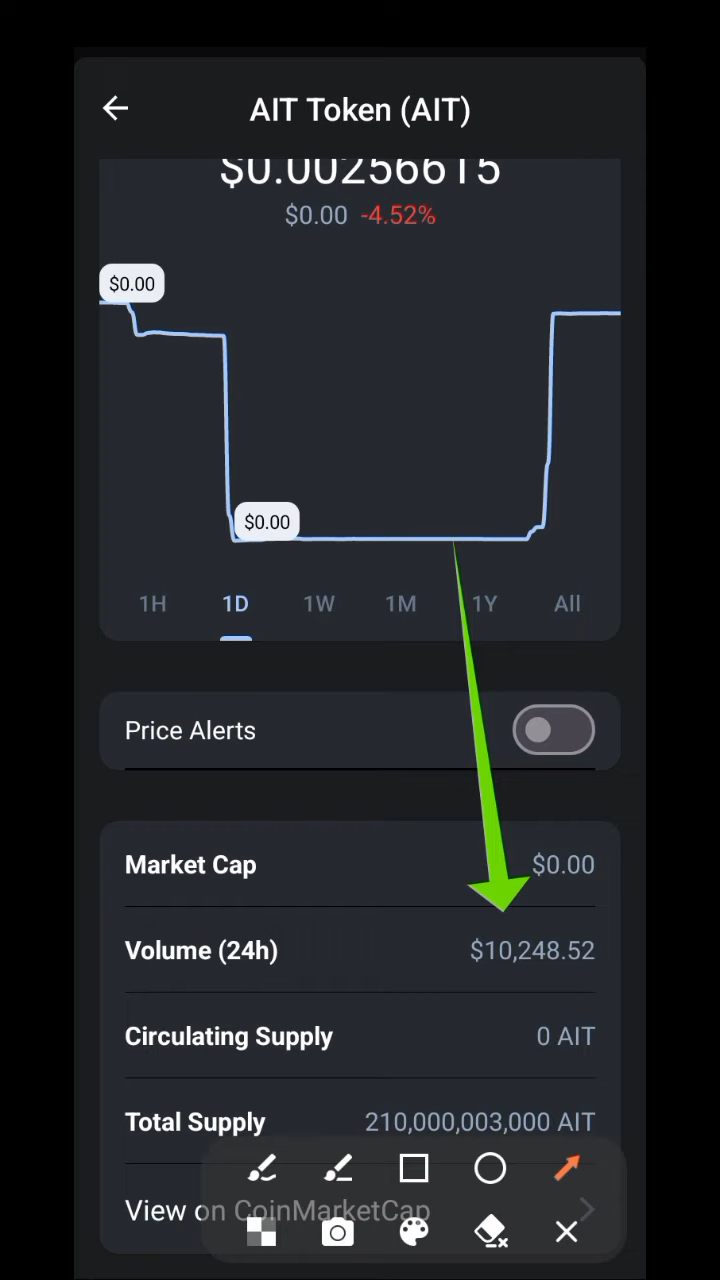 AIT Token (AIT)
$0.00256615
$0.00 -4.52%
$0.00
$0.00
1H 1D 1W 1M 1Y All
Price Alerts
Market Cap $0.00
Volume (24h) $10,248.52
Circulating Supply 0 AIT
Total Supply 210,000,003,000 AIT
View on CoinMarketCap